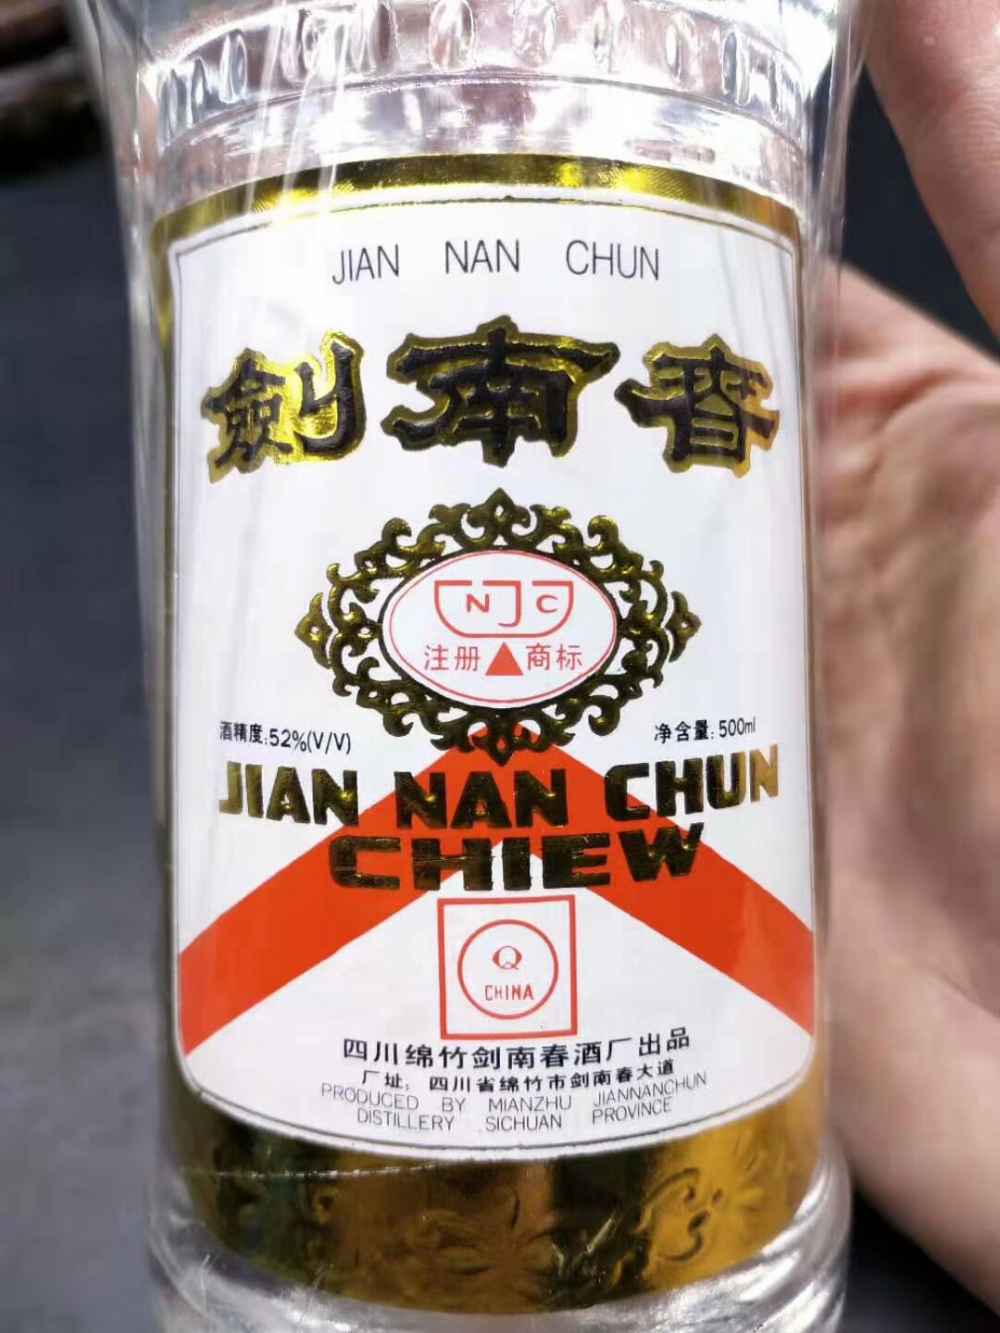 JIAN NAN CHUN
劍南春
NJC
注册 商标
酒精度:52%(V/V)
净含量:500ml
JIAN NAN CHUN
CHIEW
Q
CHINA
四川绵竹剑南春酒厂出品
厂址:四川省绵竹市剑南春大道
PRODUCED BY MIANZHU JIANNANCHUN
DISTILLERY SICHUAN PROVINCE